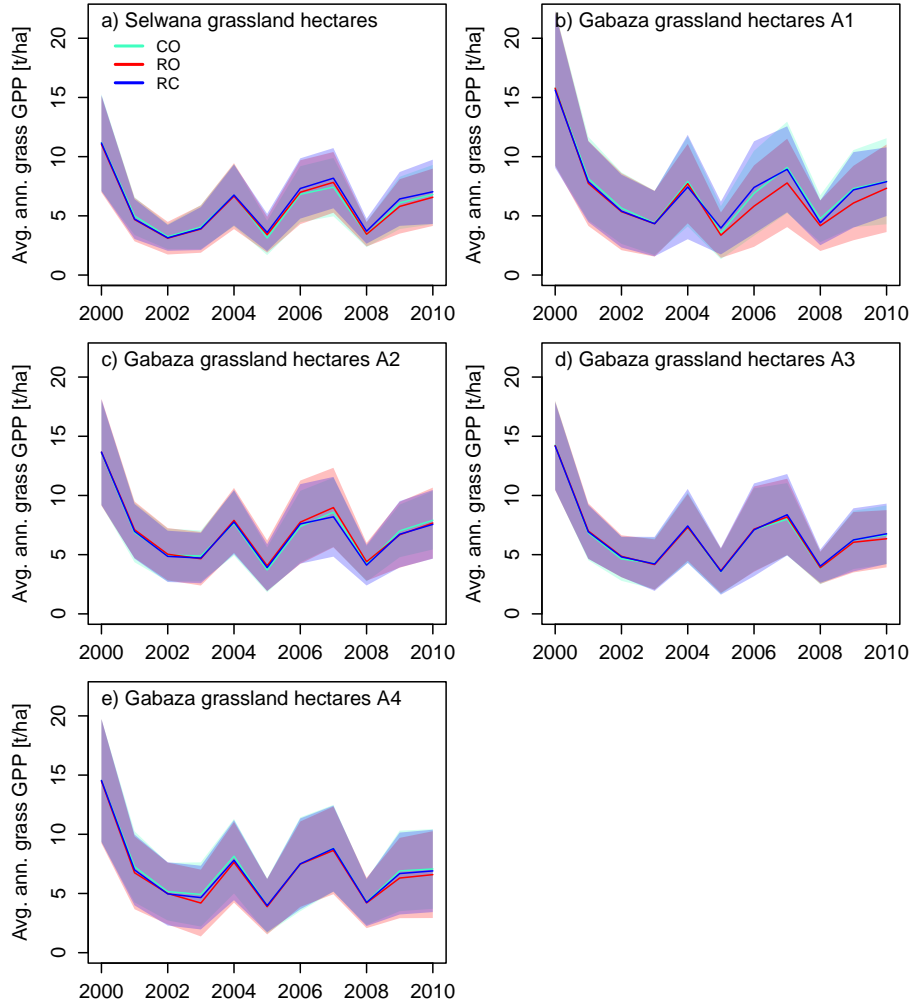 a) Selwana grassland hectares
CO
RO
RC
Avg. ann. grass GPP [t/ha]
0 5 10 15 20
2000 2002 2004 2006 2008 2010
b) Gabaza grassland hectares A1
Avg. ann. grass GPP [t/ha]
0 5 10 15 20
2000 2002 2004 2006 2008 2010
c) Gabaza grassland hectares A2
Avg. ann. grass GPP [t/ha]
0 5 10 15 20
2000 2002 2004 2006 2008 2010
d) Gabaza grassland hectares A3
Avg. ann. grass GPP [t/ha]
0 5 10 15 20
2000 2002 2004 2006 2008 2010
e) Gabaza grassland hectares A4
Avg. ann. grass GPP [t/ha]
0 5 10 15 20
2000 2002 2004 2006 2008 2010